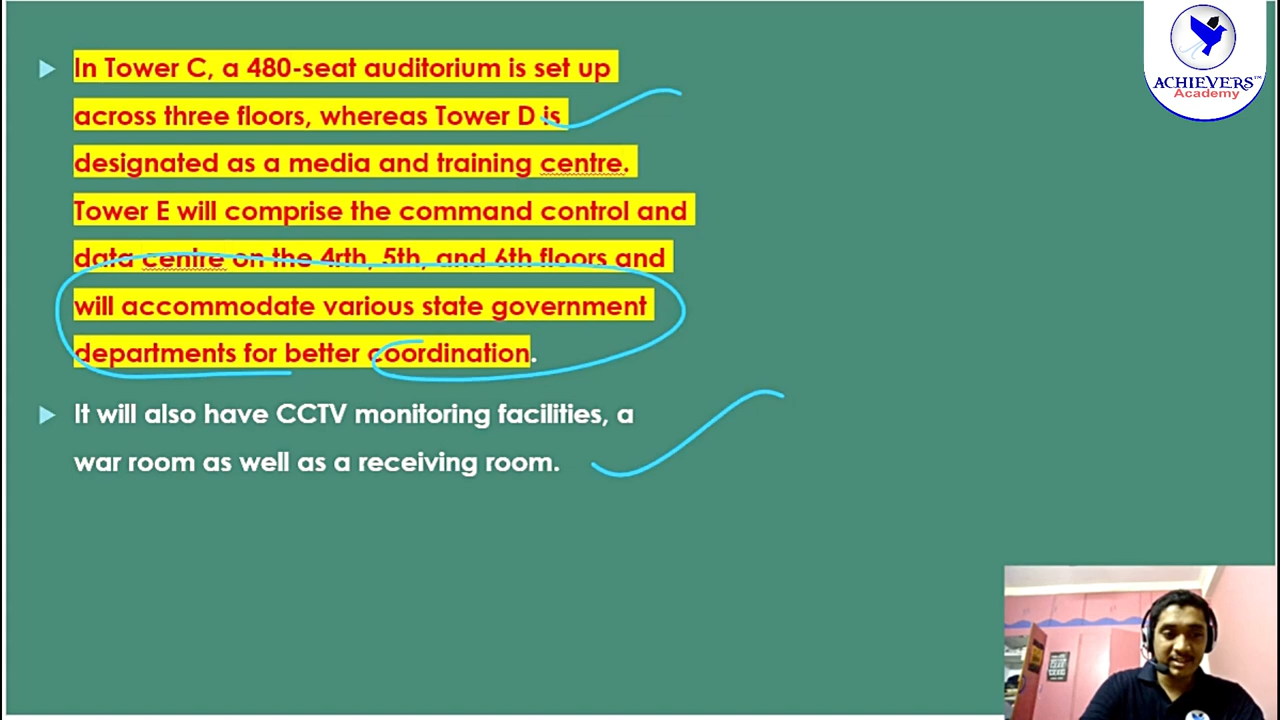 In Tower C, a 480-seat auditorium is set up
across three floors, whereas Tower D is
designated as a media and training centre.
Tower E will comprise the command control and
data centre on the 4rth, 5th, and 6th floors and
will accommodate various state government
departments for better coordination.
It will also have CCTV monitoring facilities, a
war room as well as a receiving room.
ACHIEVERS™
Academy